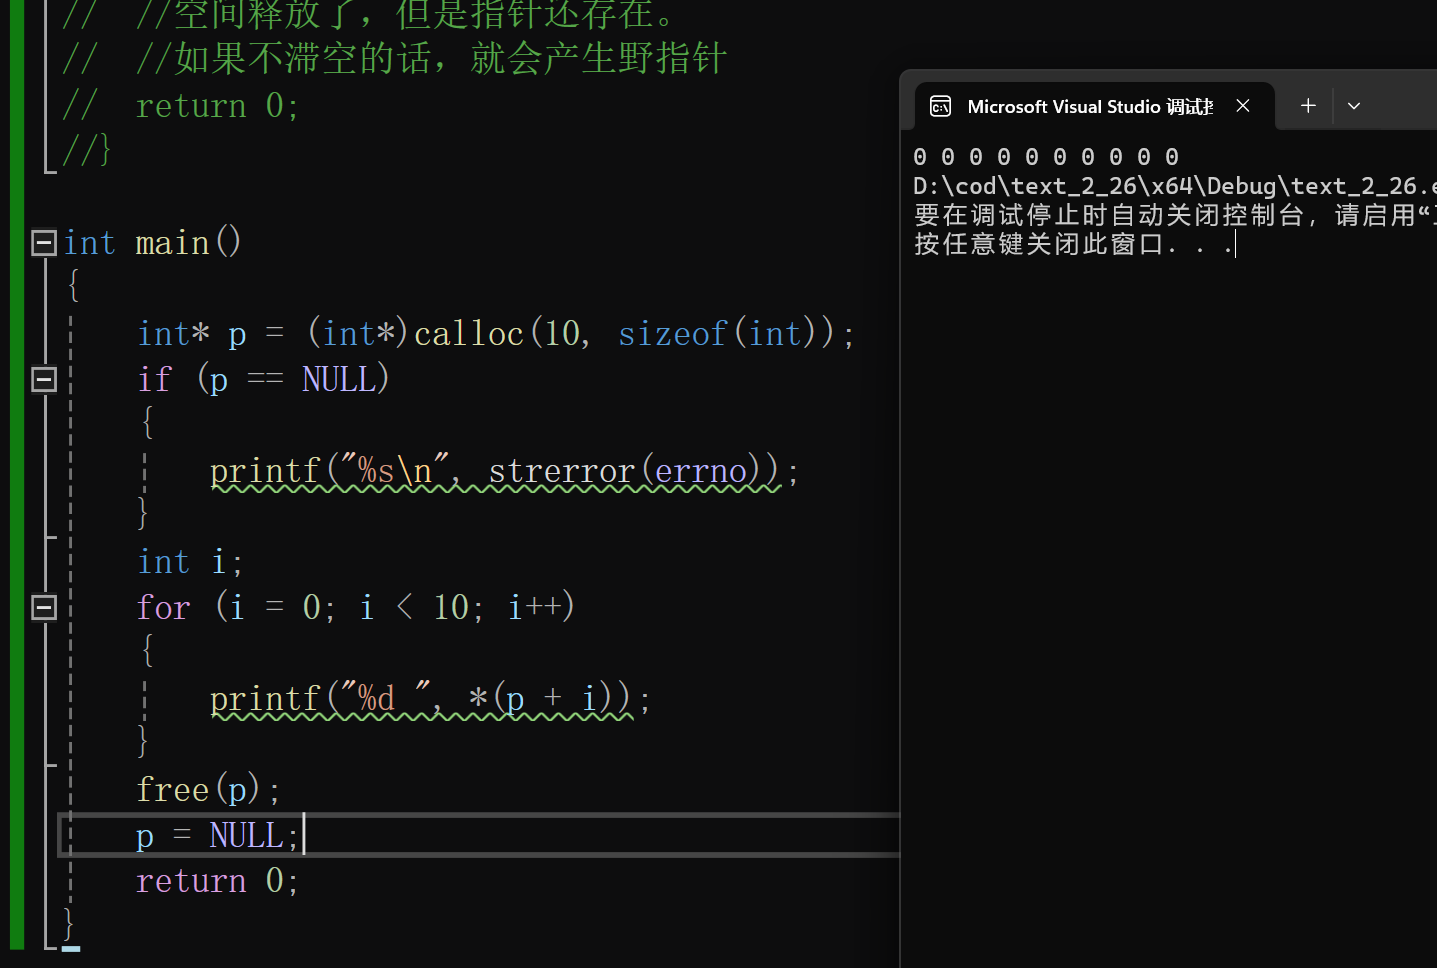 //  //空间释放了，但是指针还存在。
//  //如果不滞空的话，就会产生野指针
//  return 0;
//}
int main()
{
    int* p = (int*)calloc(10, sizeof(int));
    if (p == NULL)
    {
        printf("%s\n", strerror(errno));
    }
    int i;
    for (i = 0; i < 10; i++)
    {
        printf("%d ", *(p + i));
    }
    free(p);
    p = NULL;
    return 0;
}
Microsoft Visual Studio 调试
0 0 0 0 0 0 0 0 0 0
D:\cod\text_2_26\x64\Debug\text_2_26.e
要在调试停止时自动关闭控制台，请启用“
按任意键关闭此窗口. . .